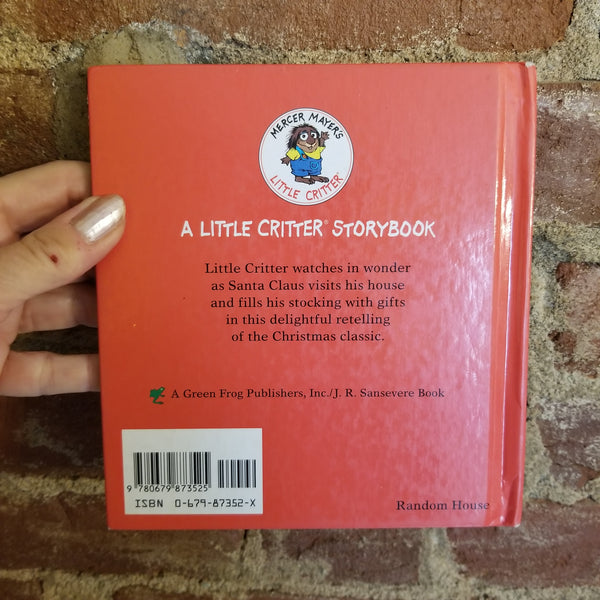 MERCER MAYER'S
LITTLE CRITTER®
A LITTLE CRITTER® STORYBOOK
Little Critter watches in wonder
as Santa Claus visits his house
and fills his stocking with gifts
in this delightful retelling
of the Christmas classic.
A Green Frog Publishers, Inc./J. R. Sansevere Book
9 780679 873525
ISBN 0-679-87352-X
Random House